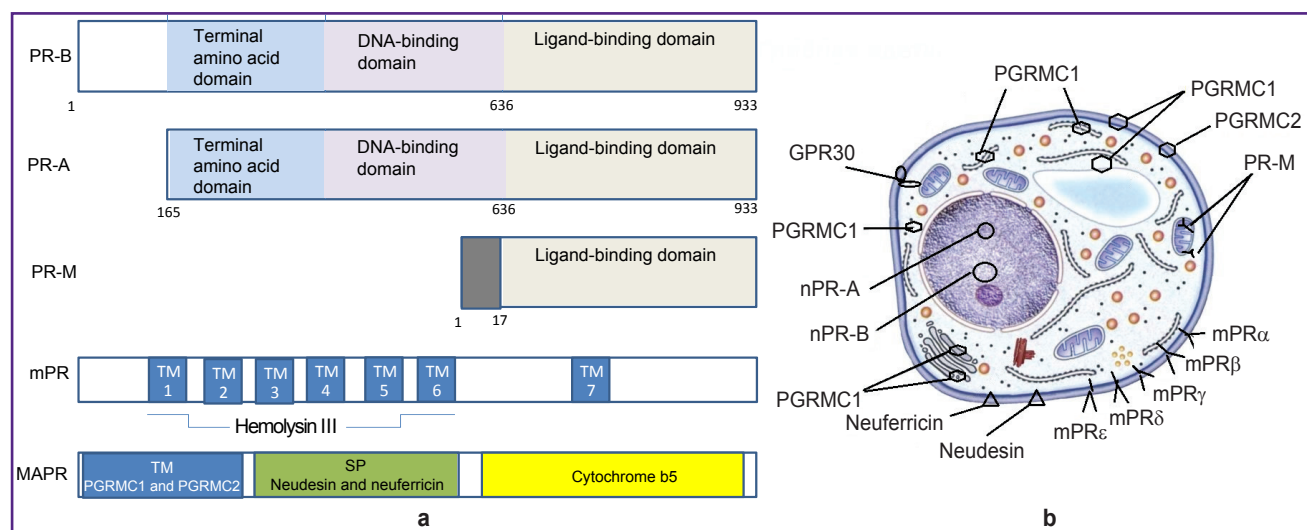 PR-B
Terminal
amino acid
domain
DNA-binding
domain
Ligand-binding domain
1
636
933
PR-A
Terminal
amino acid
domain
DNA-binding
domain
Ligand-binding domain
165
636
933
PR-M
Ligand-binding domain
1
17
mPR
TM
1
TM
2
TM
3
TM
4
TM
5
TM
6
TM
7
Hemolysin III
MAPR
TM
PGRMC1 and PGRMC2
SP
Neudesin and neuferricin
Cytochrome b5
a
PGRMC1
PGRMC1
PGRMC2
GPR30
PR-M
PGRMC1
nPR-A
nPR-B
mPRα
mPRβ
mPRγ
mPRδ
mPRε
PGRMC1
Neuferricin
Neudesin
b